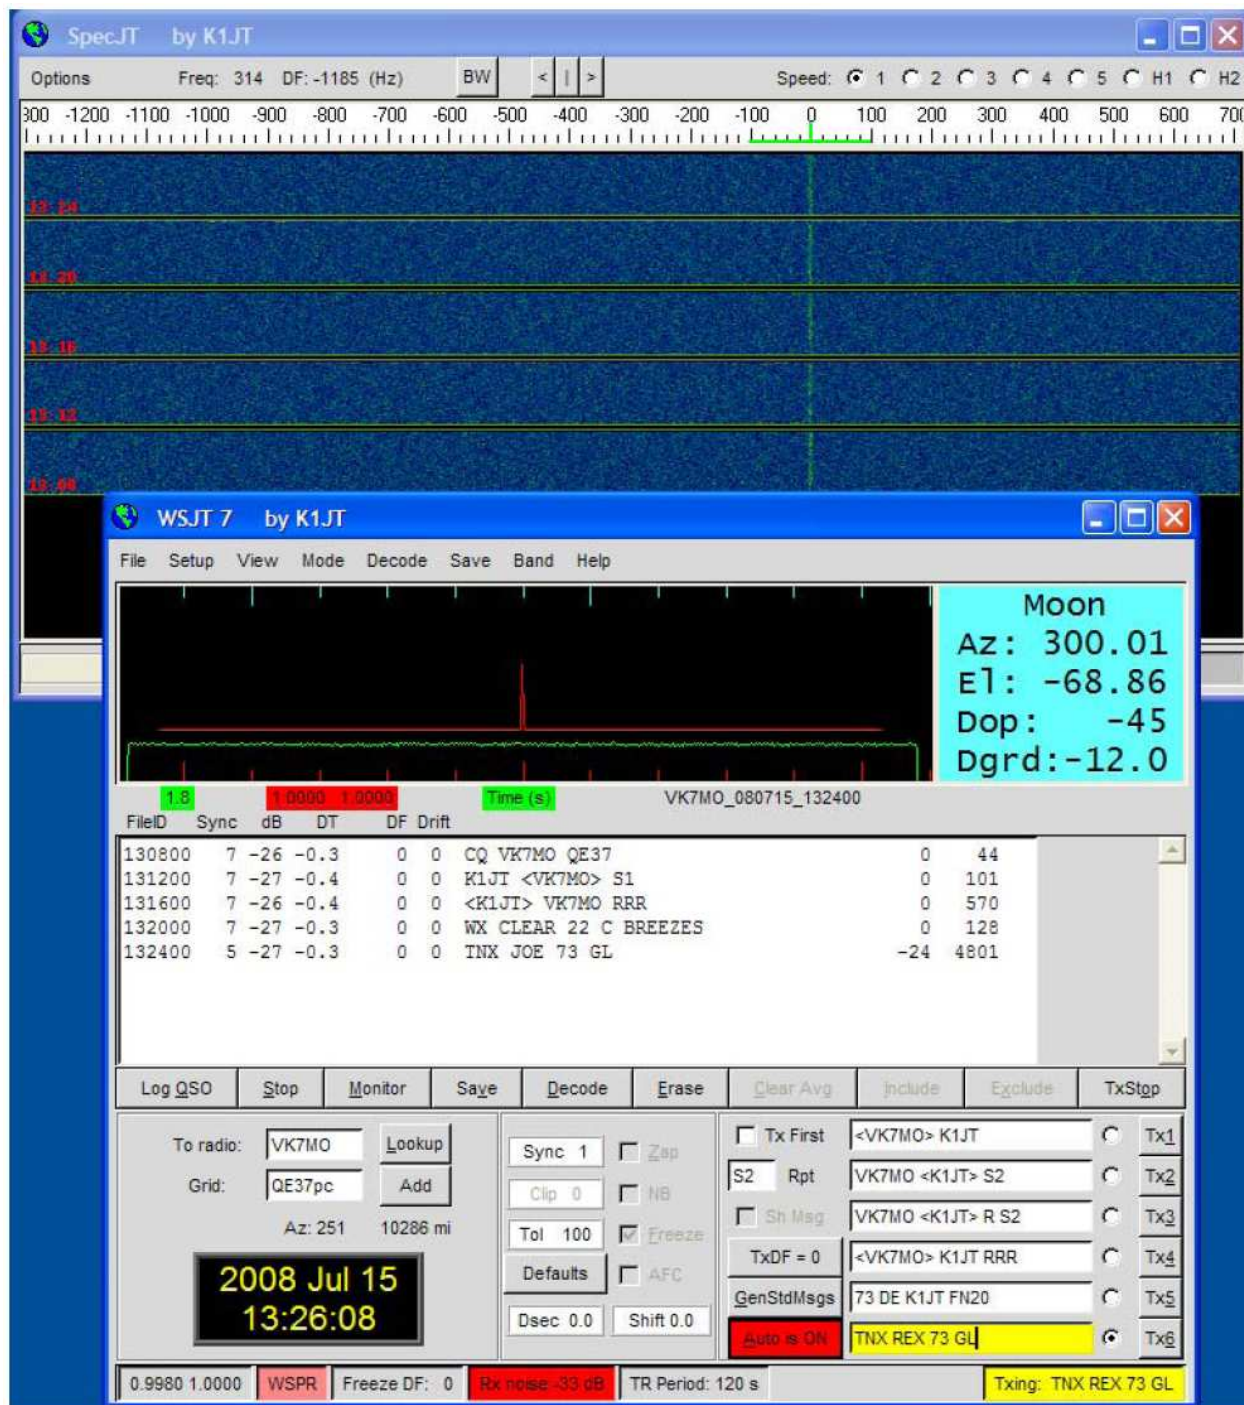 SpecJT by K1JT
Options Freq: 314 DF: -1185 (Hz) BW < | > Speed: 1 2 3 4 5 H1 H2
300 -1200 -1100 -1000 -900 -800 -700 -600 -500 -400 -300 -200 -100 0 100 200 300 400 500 600 700
13:24
13:20
13:16
13:12
13:08
WSJT 7 by K1JT
File Setup View Mode Decode Save Band Help
Moon
Az: 300.01
El: -68.86
Dop: -45
Dgrd:-12.0
1.8 1.0000 1.0000 Time (s) VK7MO_080715_132400
FileID Sync dB DT DF Drift
130800 7 -26 -0.3 0 0 CQ VK7MO QE37 0 44
131200 7 -27 -0.4 0 0 K1JT <VK7MO> S1 0 101
131600 7 -26 -0.4 0 0 <K1JT> VK7MO RRR 0 570
132000 7 -27 -0.3 0 0 WX CLEAR 22 C BREEZES 0 128
132400 5 -27 -0.3 0 0 TNX JOE 73 GL -24 4801
Log QSO Stop Monitor Save Decode Erase Clear Avg Include Exclude TxStop
To radio: VK7MO Lookup
Grid: QE37pc Add
Az: 251 10286 mi
2008 Jul 15
13:26:08
Sync 1 Zap
Clip 0 NB
Tol 100 Freeze
Defaults AFC
Dsec 0.0 Shift 0.0
Tx First <VK7MO> K1JT Tx1
S2 Rpt VK7MO <K1JT> S2 Tx2
Sh Msg VK7MO <K1JT> R S2 Tx3
TxDF = 0 <VK7MO> K1JT RRR Tx4
GenStdMsgs 73 DE K1JT FN20 Tx5
Auto is ON TNX REX 73 GL Tx6
0.9980 1.0000 WSPR Freeze DF: 0 Rx noise:-33 dB TR Period: 120 s Txing: TNX REX 73 GL